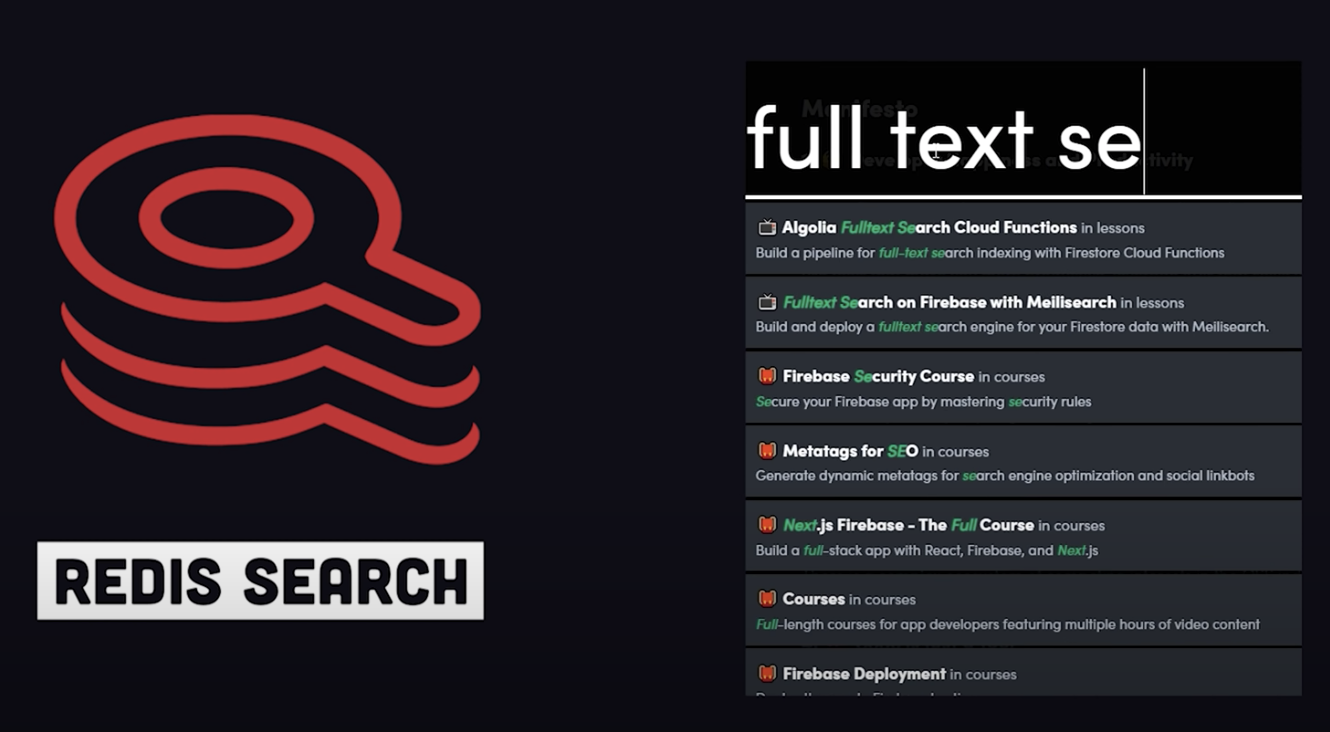 REDIS SEARCH
Manifesto
full text se
Algolia Fulltext Search Cloud Functions in lessons
Build a pipeline for full-text search indexing with Firestore Cloud Functions
Fulltext Search on Firebase with Meilisearch in lessons
Build and deploy a fulltext search engine for your Firestore data with Meilisearch.
Firebase Security Course in courses
Secure your Firebase app by mastering security rules
Metatags for SEO in courses
Generate dynamic metatags for search engine optimization and social linkbots
Next.js Firebase - The Full Course in courses
Build a full-stack app with React, Firebase, and Next.js
Courses in courses
Full-length courses for app developers featuring multiple hours of video content
Firebase Deployment in courses